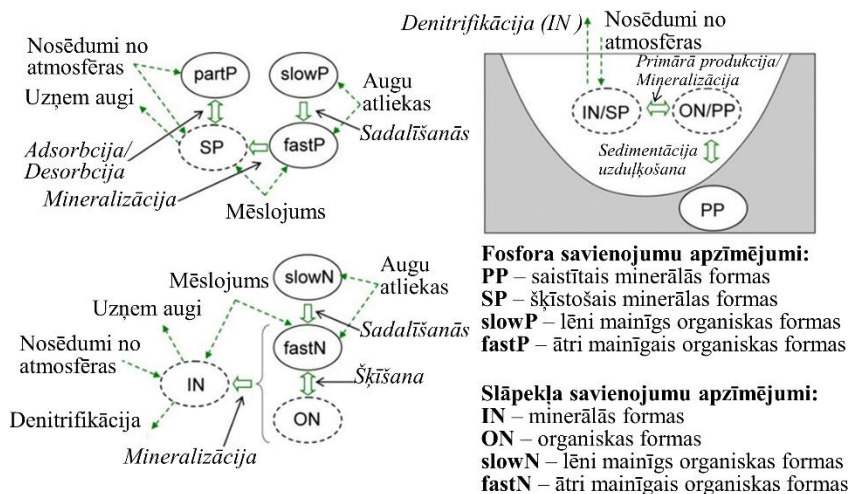 Nosēdumi no
atmosfēras
Uzņem augi
partP
slowP
Augu
atliekas
Sadalīšanās
SP
fastP
Adsorbcija/
Desorbcija
Mineralizācija
Mēslojums
Denitrifikācija (IN)
Nosēdumi no
atmosfēras
Primārā produkcija/
Mineralizācija
IN/SP
ON/PP
Sedimentācija
uzduļķošana
PP
Mēslojums
slowN
Augu
atliekas
Uzņem augi
Sadalīšanās
fastN
Nosēdumi no
atmosfēras
IN
Šķīšana
ON
Denitrifikācija
Mineralizācija
Fosfora savienojumu apzīmējumi:
PP – saistītais minerālās formas
SP – šķīstošais minerālas formas
slowP – lēni mainīgs organiskas formas
fastP – ātri mainīgais organiskas formas
Slāpekļa savienojumu apzīmējumi:
IN – minerālās formas
ON – organiskas formas
slowN – lēni mainīgs organiskas formas
fastN – ātri mainīgais organiskas formas